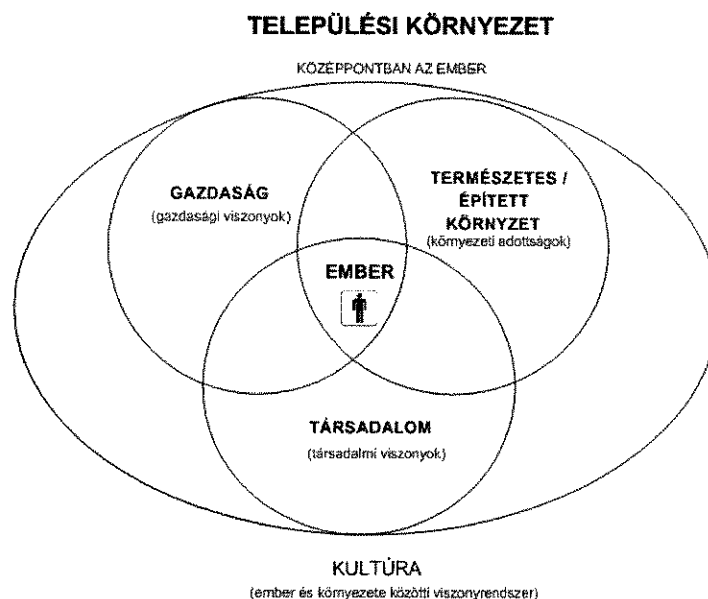 TELEPÜLÉSI KÖRNYEZET
KÖZÉPPONTBAN AZ EMBER
GAZDASÁG
(gazdasági viszonyok)
TERMÉSZETES /
ÉPÍTETT
KÖRNYZET
(környezeti adottságok)
EMBER
TÁRSADALOM
(társadalmi viszonyok)
KULTÚRA
(ember és környezete közötti viszonyrendszer)